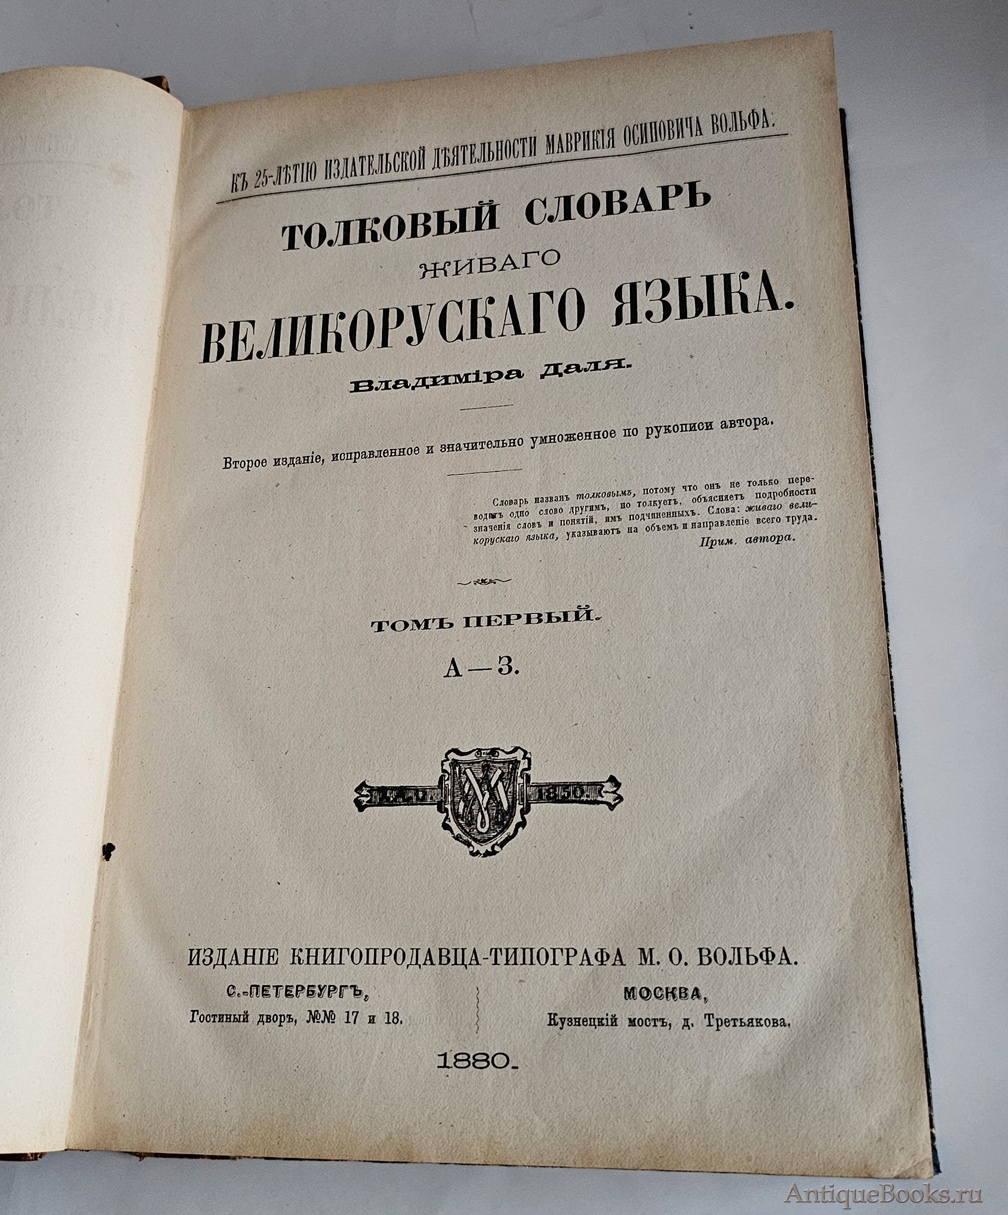 КЪ 25-ЛѢТІЮ ИЗДАТЕЛЬСКОЙ ДѢЯТЕЛЬНОСТИ МАВРИКІЯ ОСИПОВИЧА ВОЛЬФА.
ТОЛКОВЫЙ СЛОВАРЬ
ЖИВАГО
ВЕЛИКОРУСКАГО ЯЗЫКА.
Владиміра Даля.
Второе изданіе, исправленное и значительно умноженное по рукописи автора.
Словарь названъ толковымъ, потому что онъ не только пере-
водитъ одно слово другимъ, но толкуетъ, объясняетъ подробности
значенія словъ и понятій, имъ подчиненныхъ. Слова: живаго вели-
корускаго языка, указываютъ на объемъ и направленіе всего труда.
Прим. автора.
ТОМЪ ПЕРВЫЙ.
А—З.
1850.
ИЗДАНІЕ КНИГОПРОДАВЦА-ТИПОГРАФА М. О. ВОЛЬФА.
С.-ПЕТЕРБУРГЪ,
Гостиный дворъ, №№ 17 и 18.
МОСКВА,
Кузнецкій мостъ, д. Третьякова.
1880.
AntiqueBooks.ru